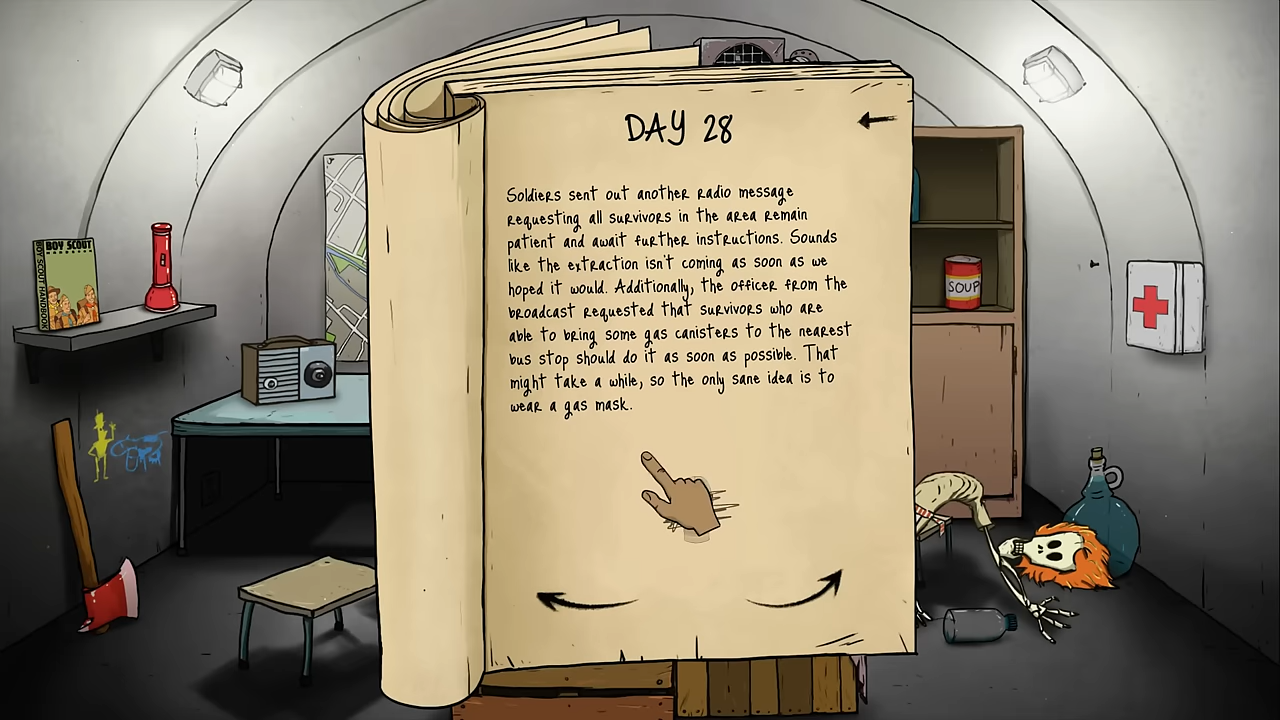 DAY 28
Soldiers sent out another radio message
requesting all survivors in the area remain
patient and await further instructions. Sounds
like the extraction isn't coming as soon as we
hoped it would. Additionally, the officer from the
broadcast requested that survivors who are
able to bring some gas canisters to the nearest
bus stop should do it as soon as possible. That
might take a while, so the only sane idea is to
wear a gas mask.
BOY SCOUT
BOY SCOUT HANDBOOK
SOUP